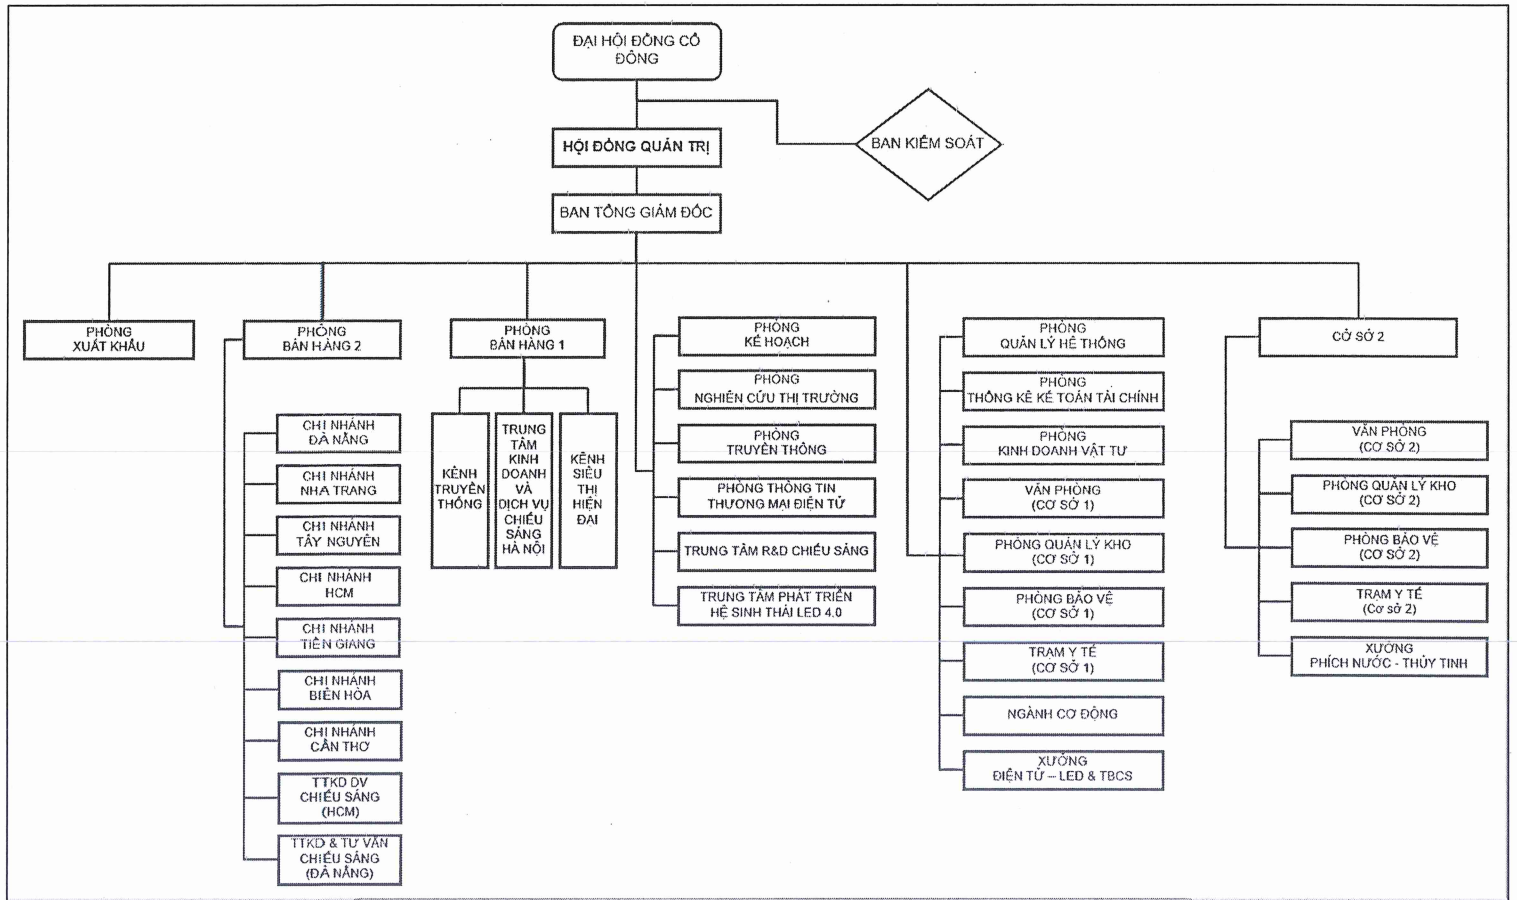 ĐẠI HỘI ĐỒNG CỔ
ĐÔNG
HỘI ĐỒNG QUẢN TRỊ
BAN KIỂM SOÁT
BAN TỔNG GIÁM ĐỐC
PHÒNG
XUẤT KHẨU
PHÒNG
BÁN HÀNG 2
CHI NHÁNH
ĐÀ NẴNG
CHI NHÁNH
NHA TRANG
CHI NHÁNH
TÂY NGUYÊN
CHI NHÁNH
HCM
CHI NHÁNH
TIỀN GIANG
CHI NHÁNH
BIÊN HÒA
CHI NHÁNH
CẦN THƠ
TTKD DV
CHIẾU SÁNG
(HCM)
TTKD & TƯ VẤN
CHIẾU SÁNG
(ĐÀ NẴNG)
PHÒNG
BÁN HÀNG 1
KÊNH
TRUYỀN
THỐNG
TRUNG
TÂM
KINH
DOANH
VÀ
DỊCH VỤ
CHIẾU
SÁNG
HÀ NỘI
KÊNH
SIÊU
THỊ
HIỆN
ĐẠI
PHÒNG
KẾ HOẠCH
PHÒNG
NGHIÊN CỨU THỊ TRƯỜNG
PHÒNG
TRUYỀN THÔNG
PHÒNG THÔNG TIN
THƯƠNG MẠI ĐIỆN TỬ
TRUNG TÂM R&D CHIẾU SÁNG
TRUNG TÂM PHÁT TRIỂN
HỆ SINH THÁI LED 4.0
PHÒNG
QUẢN LÝ HỆ THỐNG
PHÒNG
THỐNG KÊ KẾ TOÁN TÀI CHÍNH
PHÒNG
KINH DOANH VẬT TƯ
VĂN PHÒNG
(CƠ SỞ 1)
PHÒNG QUẢN LÝ KHO
(CƠ SỞ 1)
PHÒNG BẢO VỆ
(CƠ SỞ 1)
TRẠM Y TẾ
(CƠ SỞ 1)
NGÀNH CƠ ĐỘNG
XƯỞNG
ĐIỆN TỬ – LED & TBCS
CỞ SỞ 2
VĂN PHÒNG
(CƠ SỞ 2)
PHÒNG QUẢN LÝ KHO
(CƠ SỞ 2)
PHÒNG BẢO VỆ
(CƠ SỞ 2)
TRẠM Y TẾ
(Cơ sở 2)
XƯỞNG
PHÍCH NƯỚC - THỦY TINH